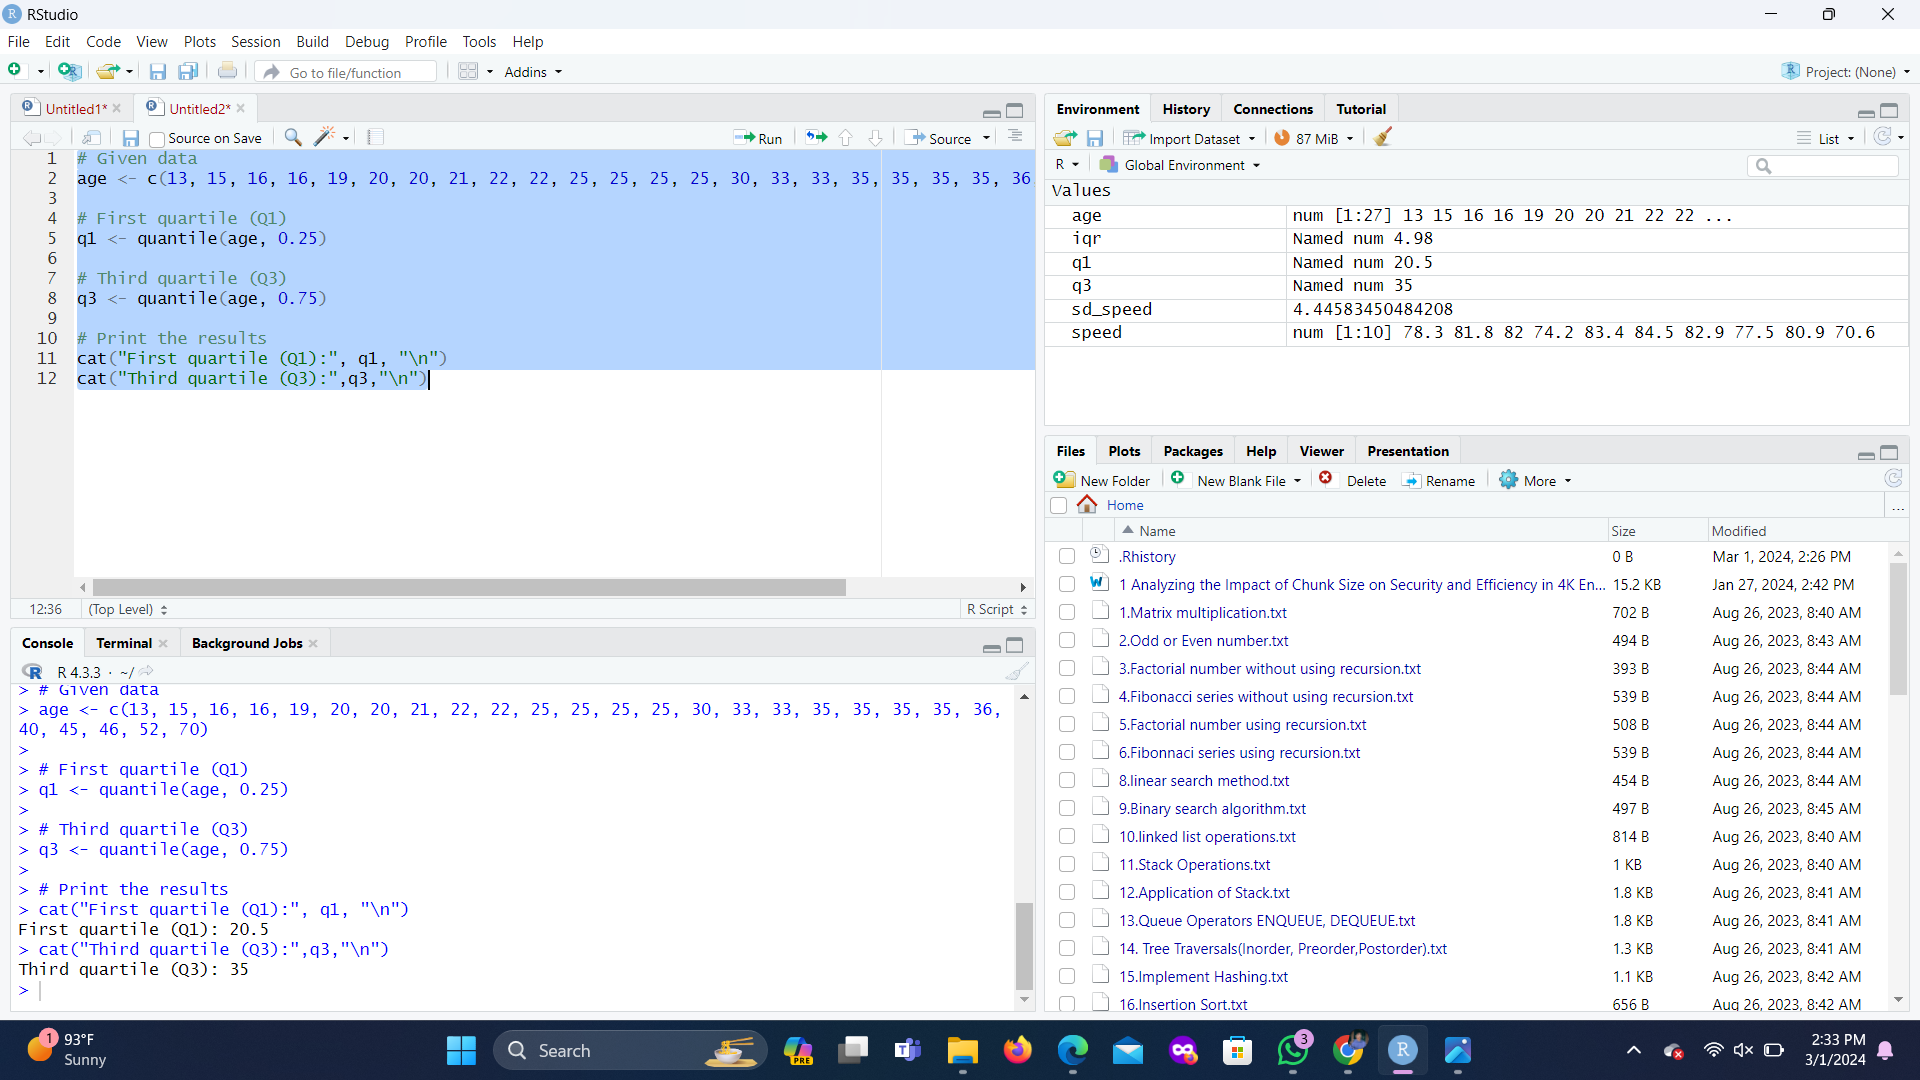 RStudio
File Edit Code View Plots Session Build Debug Profile Tools Help
Go to file/function Addins Project: (None)
Untitled1* Untitled2*
Source on Save Run Source
1 # Given data
2 age <- c(13, 15, 16, 16, 19, 20, 20, 21, 22, 22, 25, 25, 25, 25, 30, 33, 33, 35, 35, 35, 35, 36
3
4 # First quartile (Q1)
5 q1 <- quantile(age, 0.25)
6
7 # Third quartile (Q3)
8 q3 <- quantile(age, 0.75)
9
10 # Print the results
11 cat("First quartile (Q1):", q1, "\n")
12 cat("Third quartile (Q3):",q3,"\n")
12:36 (Top Level) R Script
Console Terminal Background Jobs
R 4.3.3 · ~/
> # Given data
> age <- c(13, 15, 16, 16, 19, 20, 20, 21, 22, 22, 25, 25, 25, 25, 30, 33, 33, 35, 35, 35, 35, 36,
40, 45, 46, 52, 70)
>
> # First quartile (Q1)
> q1 <- quantile(age, 0.25)
>
> # Third quartile (Q3)
> q3 <- quantile(age, 0.75)
>
> # Print the results
> cat("First quartile (Q1):", q1, "\n")
First quartile (Q1): 20.5
> cat("Third quartile (Q3):",q3,"\n")
Third quartile (Q3): 35
>
Environment History Connections Tutorial
Import Dataset 87 MiB List
R Global Environment
Values
age num [1:27] 13 15 16 16 19 20 20 21 22 22 ...
iqr Named num 4.98
q1 Named num 20.5
q3 Named num 35
sd_speed 4.44583450484208
speed num [1:10] 78.3 81.8 82 74.2 83.4 84.5 82.9 77.5 80.9 70.6
Files Plots Packages Help Viewer Presentation
New Folder New Blank File Delete Rename More
Home ...
Name Size Modified
.Rhistory 0 B Mar 1, 2024, 2:26 PM
1 Analyzing the Impact of Chunk Size on Security and Efficiency in 4K En... 15.2 KB Jan 27, 2024, 2:42 PM
1.Matrix multiplication.txt 702 B Aug 26, 2023, 8:40 AM
2.Odd or Even number.txt 494 B Aug 26, 2023, 8:43 AM
3.Factorial number without using recursion.txt 393 B Aug 26, 2023, 8:44 AM
4.Fibonacci series without using recursion.txt 539 B Aug 26, 2023, 8:44 AM
5.Factorial number using recursion.txt 508 B Aug 26, 2023, 8:44 AM
6.Fibonnaci series using recursion.txt 539 B Aug 26, 2023, 8:44 AM
8.linear search method.txt 454 B Aug 26, 2023, 8:44 AM
9.Binary search algorithm.txt 497 B Aug 26, 2023, 8:45 AM
10.linked list operations.txt 814 B Aug 26, 2023, 8:40 AM
11.Stack Operations.txt 1 KB Aug 26, 2023, 8:40 AM
12.Application of Stack.txt 1.8 KB Aug 26, 2023, 8:41 AM
13.Queue Operators ENQUEUE, DEQUEUE.txt 1.8 KB Aug 26, 2023, 8:41 AM
14. Tree Traversals(Inorder, Preorder,Postorder).txt 1.3 KB Aug 26, 2023, 8:41 AM
15.Implement Hashing.txt 1.1 KB Aug 26, 2023, 8:42 AM
16.Insertion Sort.txt 656 B Aug 26, 2023, 8:42 AM
1 93°F
Sunny
Search PRE 3
2:33 PM
3/1/2024